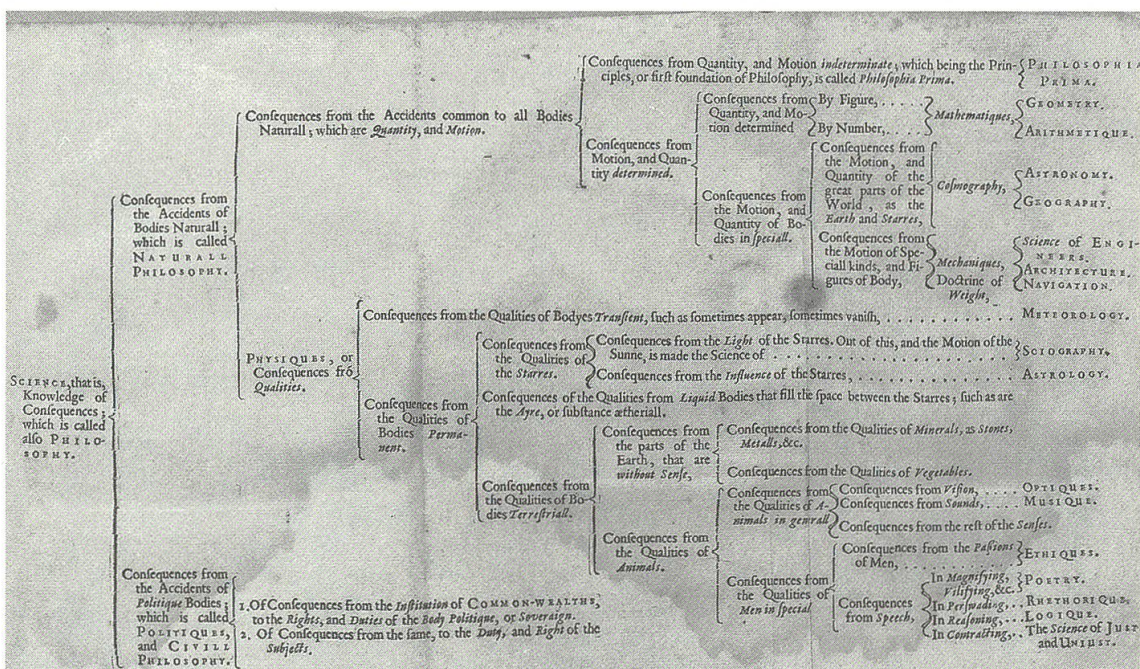 SCIENCE, that is,
Knowledge of
Conſequences;
which is called
alſo PHILO-
SOPHY.
Conſequences from
the Accidents of
Bodies Naturall;
which is called
NATURALL
PHILOSOPHY.
Conſequences from the Accidents common to all Bodies
Naturall; which are Quantity, and Motion.
Conſequences from Quantity, and Motion indeterminate; which being the Prin-
ciples, or firſt foundation of Philoſophy, is called Philoſophia Prima.
PHILOSOPHIA
PRIMA.
Conſequences from
Motion, and Quan-
tity determined.
Conſequences from
Quantity, and Mo-
tion determined
By Figure, . . . . .
By Number, . . . .
Mathematiques,
GEOMETRY.
ARITHMETIQUE.
Conſequences from
the Motion, and
Quantity of Bo-
dies in ſpeciall.
Conſequences from
the Motion, and
Quantity of the
great parts of the
World, as the
Earth and Starres,
Coſmography,
ASTRONOMY.
GEOGRAPHY.
Conſequences from
the Motion of Spe-
ciall kinds, and Fi-
gures of Body,
Mechaniques,
Doctrine of
Weight,
Science of ENGI-
NEERS.
ARCHITECTURE.
NAVIGATION.
PHYSIQUES, or
Conſequences frō
Qualities.
Conſequences from the Qualities of Bodyes Tranſient, ſuch as ſometimes appear, ſometimes vaniſh, . . . . . . . . . . .
METEOROLOGY.
Conſequences from
the Qualities of
Bodies Perma-
nent.
Conſequences from
the Qualities of
the Starres.
Conſequences from the Light of the Starres. Out of this, and the Motion of the
Sunne, is made the Science of . . . . . . . . . . . . . . . . . . .
SCIOGRAPHY.
Conſequences from the Influence of the Starres, . . . . . . . . . . . .
ASTROLOGY.
Conſequences of the Qualities from Liquid Bodies that fill the ſpace between the Starres; ſuch as are
the Ayre, or ſubſtance ætheriall.
Conſequences from
the Qualities of Bo-
dies Terreſtriall.
Conſequences from
the parts of the
Earth, that are
without Senſe,
Conſequences from the Qualities of Minerals, as Stones,
Metalls, &c.
Conſequences from the Qualities of Vegetables.
Conſequences from
the Qualities of
Animals.
Conſequences from
the Qualities of A-
nimals in generall
Conſequences from Viſion, . . . .
OPTIQUES.
Conſequences from Sounds, . . . .
MUSIQUE.
Conſequences from the reſt of the Senſes.
Conſequences from
the Qualities of
Men in ſpecial
Conſequences from the Paſſions
of Men, . . . . . . . . . . . . .
ETHIQUES.
Conſequences
from Speech,
In Magnifying,
Vilifying, &c.
POETRY.
In Perſwading, . .
RHETHORIQUE.
In Reaſoning, . . .
LOGIQUE.
In Contracting, . .
The Science of JUST
and UNIUST.
Conſequences from
the Accidents of
Politique Bodies;
which is called
POLITIQUES,
and CIVILL
PHILOSOPHY.
1. Of Conſequences from the Inſtitution of COMMON-WEALTHS,
to the Rights, and Duties of the Body Politique, or Soveraign.
2. Of Conſequences from the ſame, to the Duty, and Right of the
Subjects.